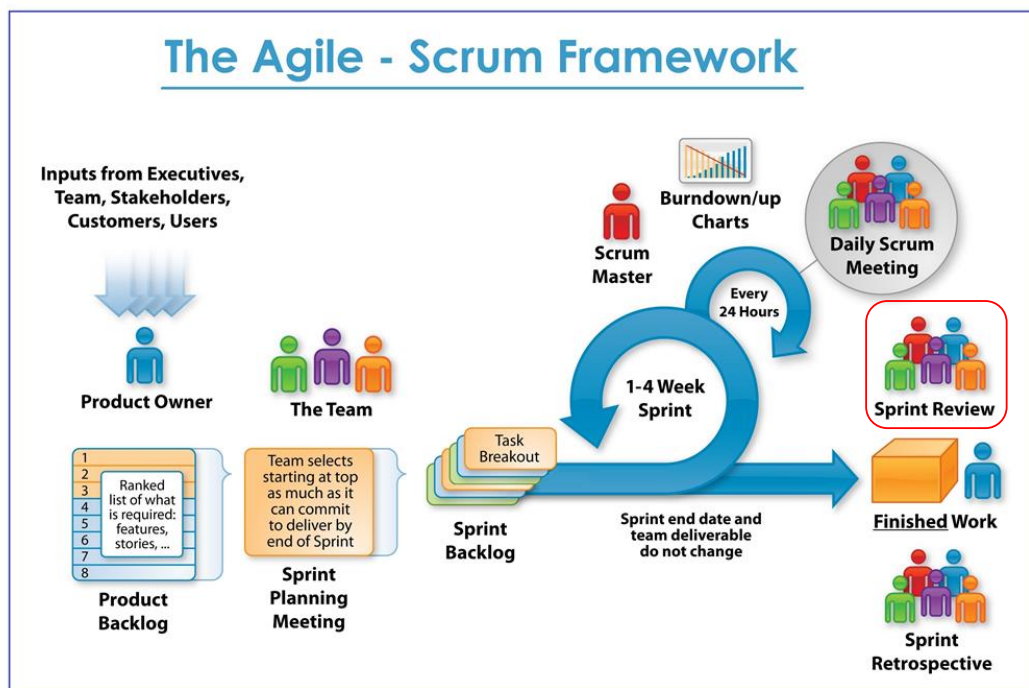 The Agile - Scrum Framework
Inputs from Executives,
Team, Stakeholders,
Customers, Users
Product Owner
The Team
1
2
3
4
5
6
7
8
Ranked
list of what
is required:
features,
stories, ...
Product
Backlog
Team selects
starting at top
as much as it
can commit
to deliver by
end of Sprint
Sprint
Planning
Meeting
Task
Breakout
Sprint
Backlog
Scrum
Master
Burndown/up
Charts
Every
24 Hours
1-4 Week
Sprint
Sprint end date and
team deliverable
do not change
Daily Scrum
Meeting
Sprint Review
Finished Work
Sprint
Retrospective